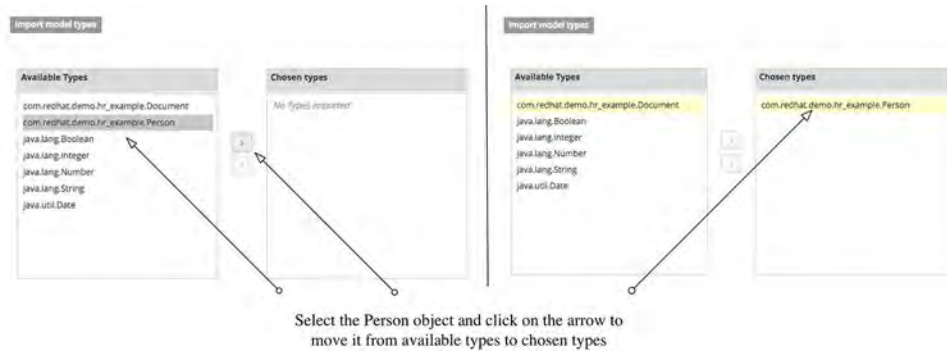 Import model types
Available Types
com.redhat.demo.hr_example.Document
com.redhat.demo.hr_example.Person
java.lang.Boolean
java.lang.Integer
java.lang.Number
java.lang.String
java.util.Date
Chosen types
No Types imported
Import model types
Available Types
com.redhat.demo.hr_example.Document
java.lang.Boolean
java.lang.Integer
java.lang.Number
java.lang.String
java.util.Date
Chosen types
com.redhat.demo.hr_example.Person
Select the Person object and click on the arrow to
move it from available types to chosen types